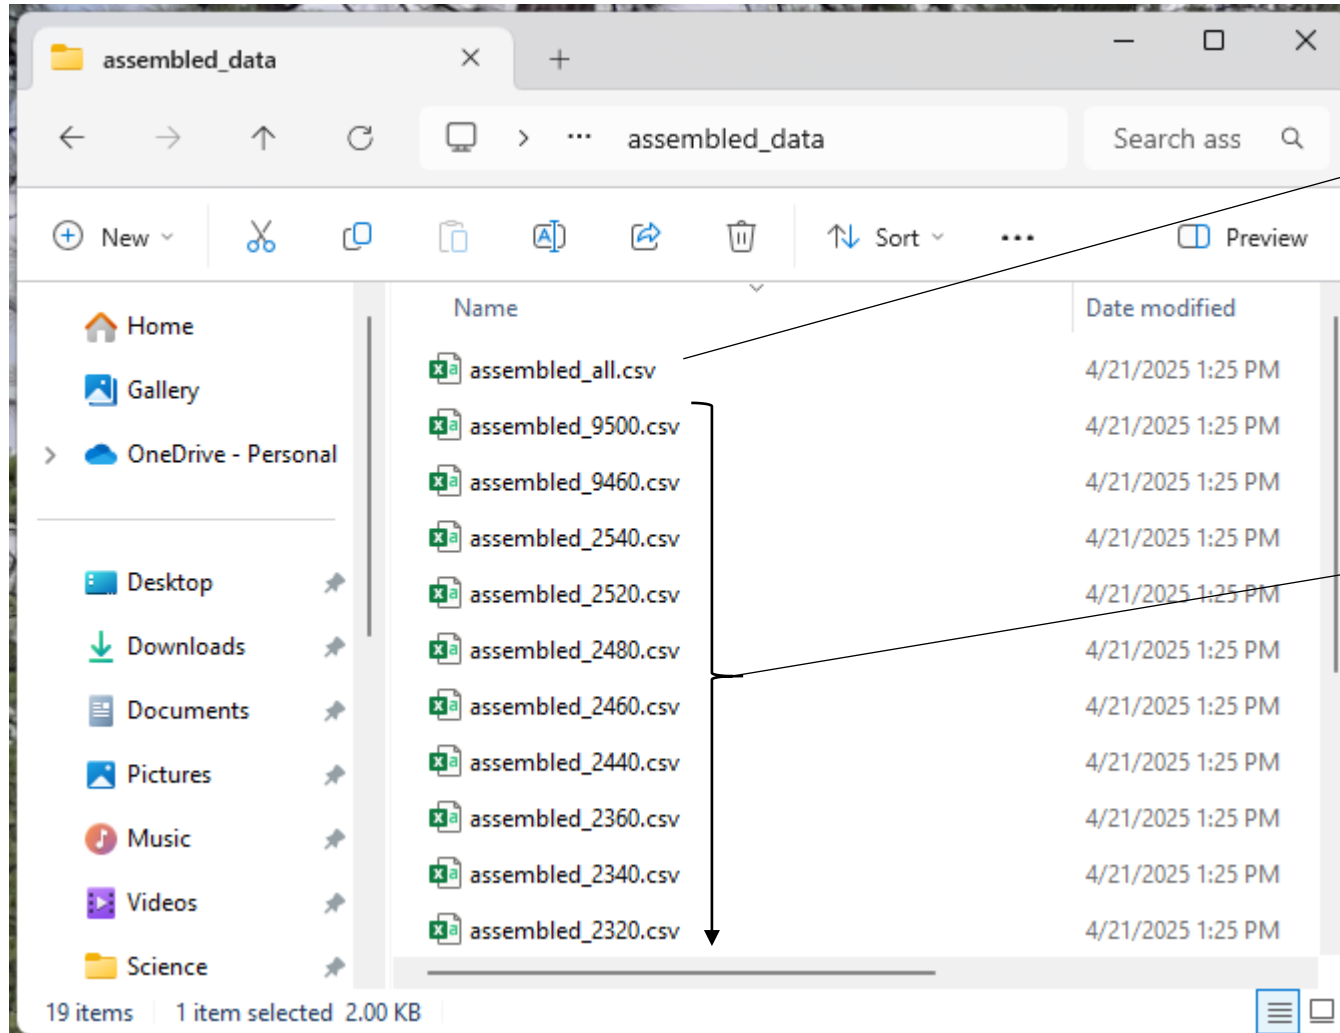 assembled_data
assembled_data
Search ass
New
Sort
Preview
Name
Date modified
Home
Gallery
OneDrive - Personal
Desktop
Downloads
Documents
Pictures
Music
Videos
Science
assembled_all.csv 4/21/2025 1:25 PM
assembled_9500.csv 4/21/2025 1:25 PM
assembled_9460.csv 4/21/2025 1:25 PM
assembled_2540.csv 4/21/2025 1:25 PM
assembled_2520.csv 4/21/2025 1:25 PM
assembled_2480.csv 4/21/2025 1:25 PM
assembled_2460.csv 4/21/2025 1:25 PM
assembled_2440.csv 4/21/2025 1:25 PM
assembled_2360.csv 4/21/2025 1:25 PM
assembled_2340.csv 4/21/2025 1:25 PM
assembled_2320.csv 4/21/2025 1:25 PM
19 items 1 item selected 2.00 KB